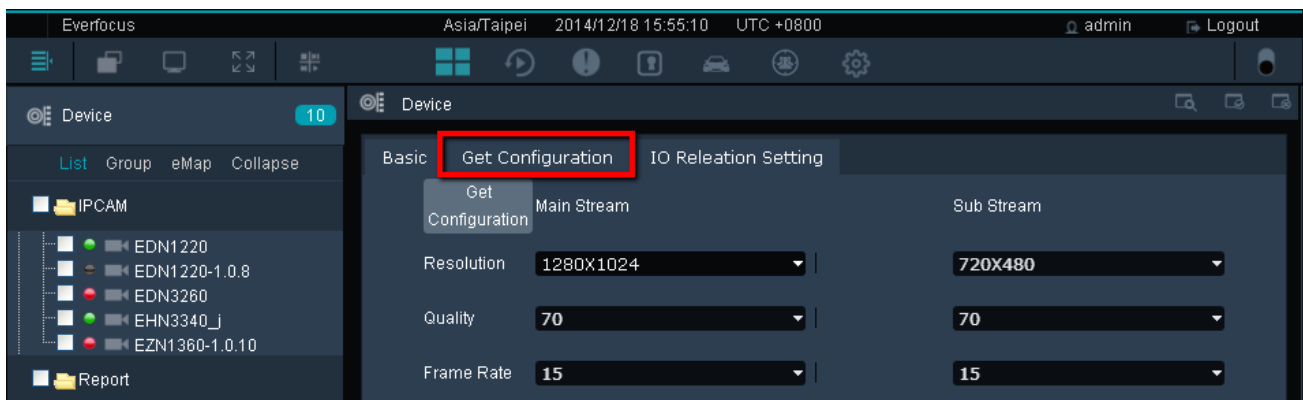 Everfocus Asia/Taipei 2014/12/18 15:55:10 UTC +0800 admin Logout
Device 10
Device
List Group eMap Collapse
Basic Get Configuration IO Releation Setting
IPCAM
Get Configuration Main Stream Sub Stream
EDN1220
EDN1220-1.0.8
EDN3260
EHN3340_j
EZN1360-1.0.10
Report
Resolution 1280X1024 720X480
Quality 70 70
Frame Rate 15 15